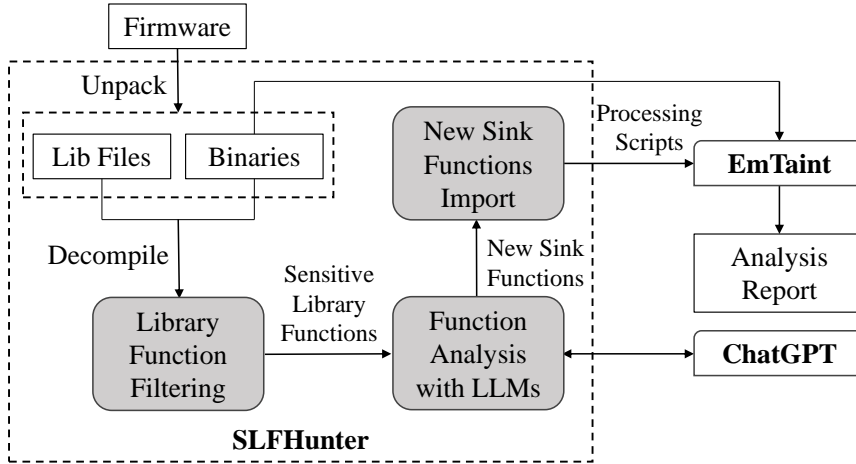 Firmware
Unpack
Lib Files
Binaries
Decompile
Library
Function
Filtering
Sensitive
Library
Functions
Function
Analysis
with LLMs
New Sink
Functions
New Sink
Functions
Import
Processing
Scripts
EmTaint
Analysis
Report
ChatGPT
SLFHunter